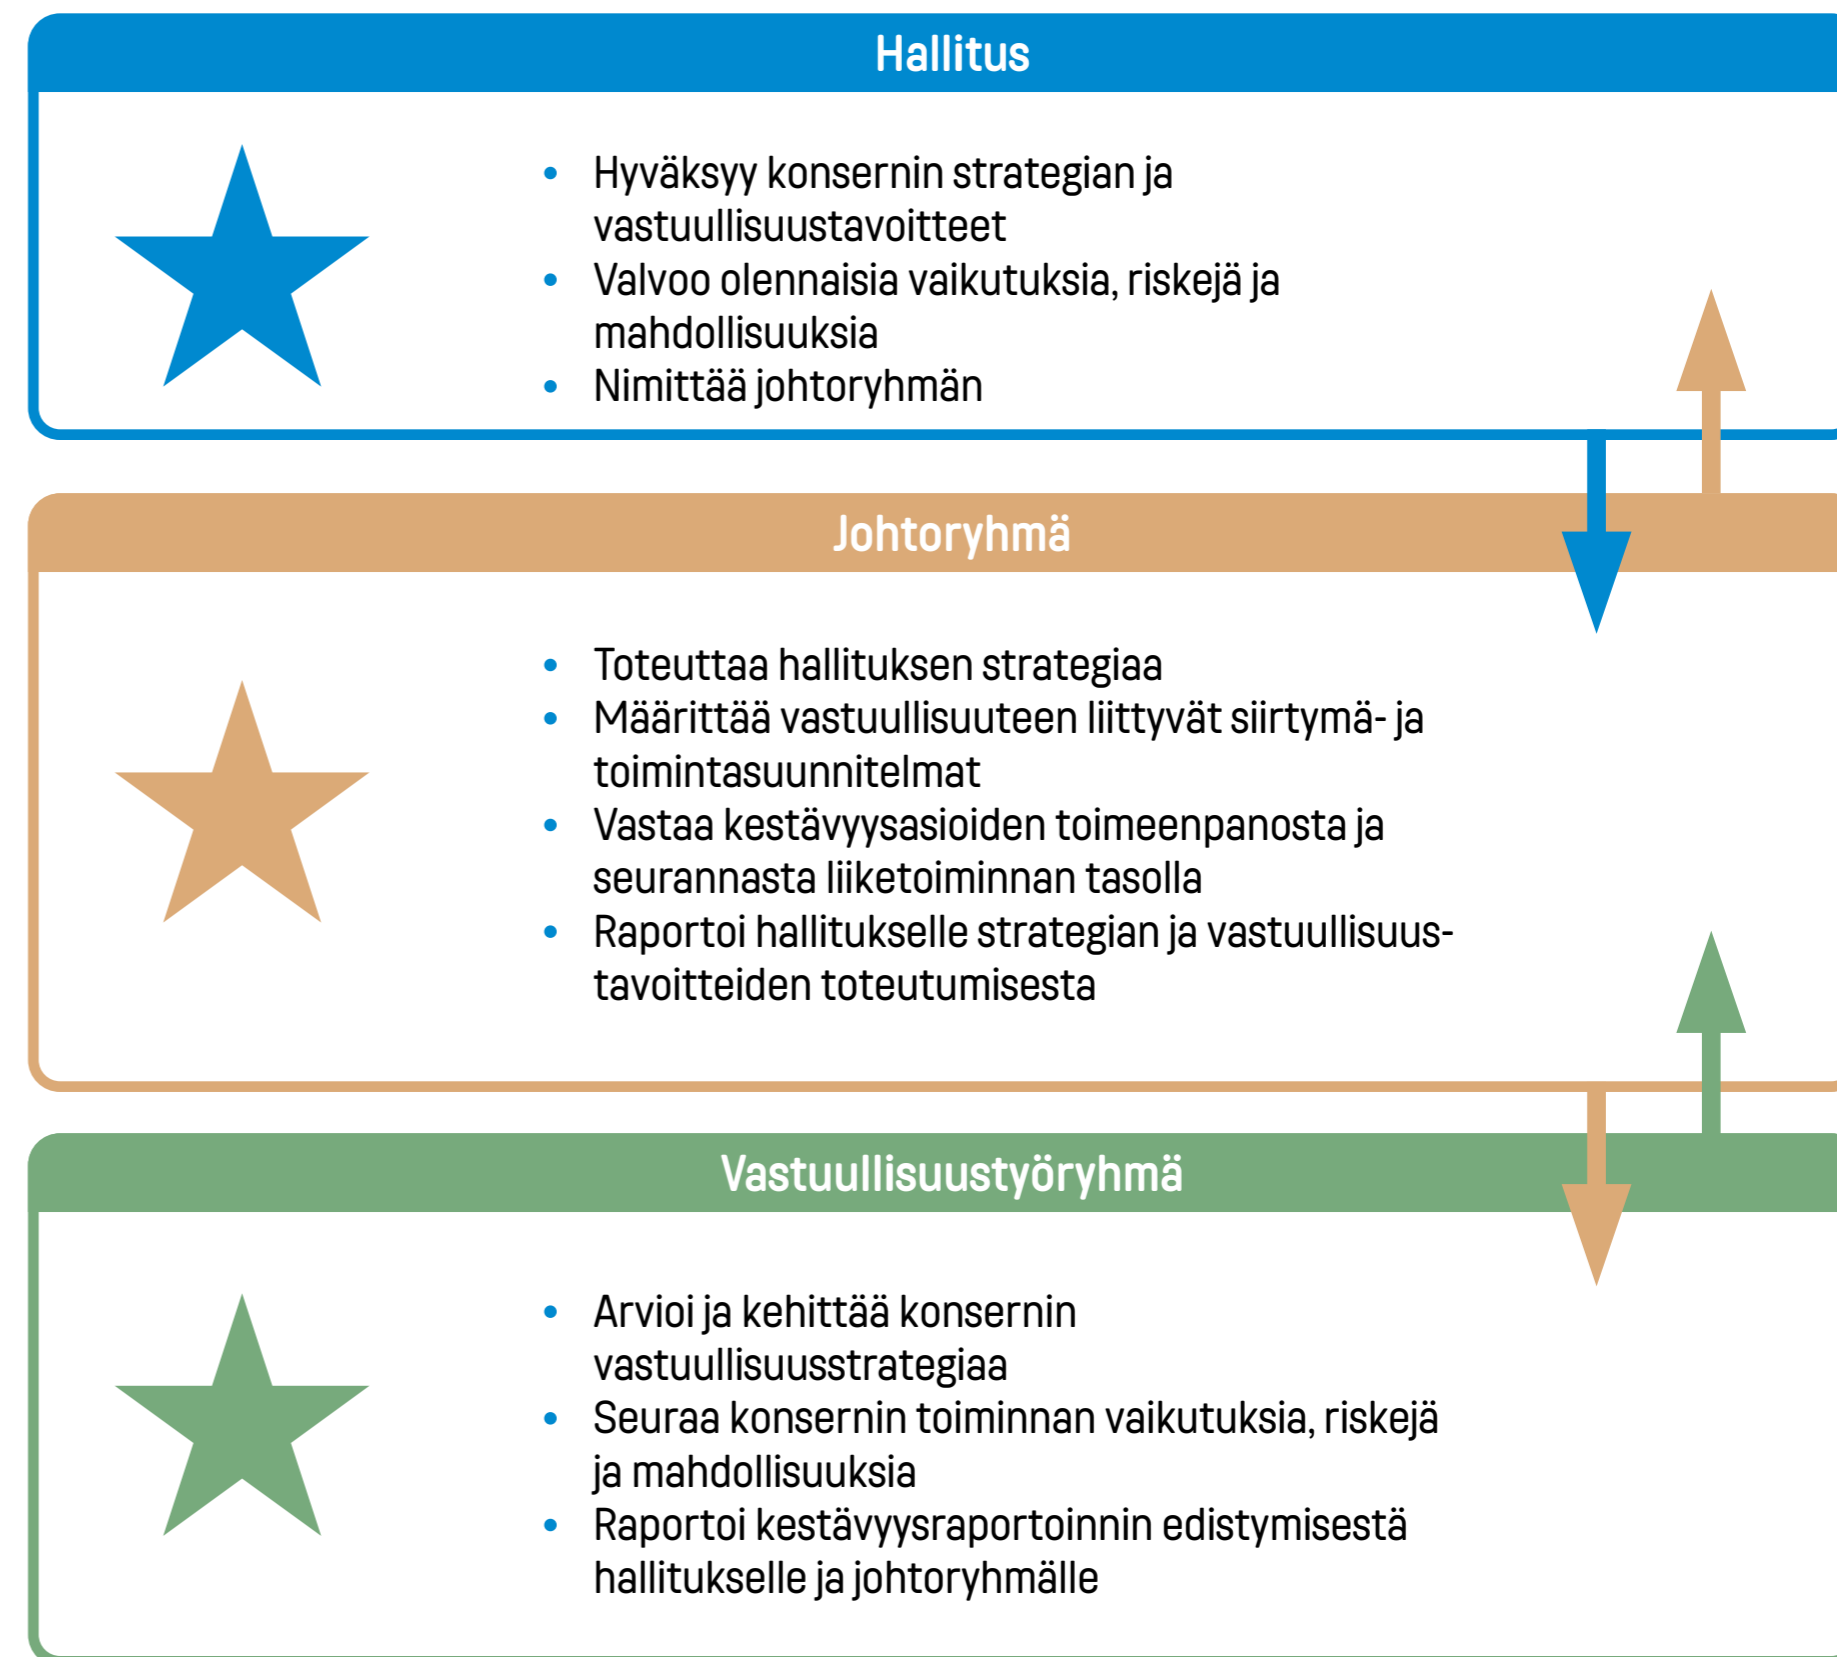 Hallitus
• Hyväksyy konsernin strategian ja
vastuullisuustavoitteet
• Valvoo olennaisia vaikutuksia, riskejä ja
mahdollisuuksia
• Nimittää johtoryhmän
Johtoryhmä
• Toteuttaa hallituksen strategiaa
• Määrittää vastuullisuuteen liittyvät siirtymä- ja
toimintasuunnitelmat
• Vastaa kestävyysasioiden toimeenpanosta ja
seurannasta liiketoiminnan tasolla
• Raportoi hallitukselle strategian ja vastuullisuus-
tavoitteiden toteutumisesta
Vastuullisuustyöryhmä
• Arvioi ja kehittää konsernin
vastuullisuusstrategiaa
• Seuraa konsernin toiminnan vaikutuksia, riskejä
ja mahdollisuuksia
• Raportoi kestävyysraportoinnin edistymisestä
hallitukselle ja johtoryhmälle